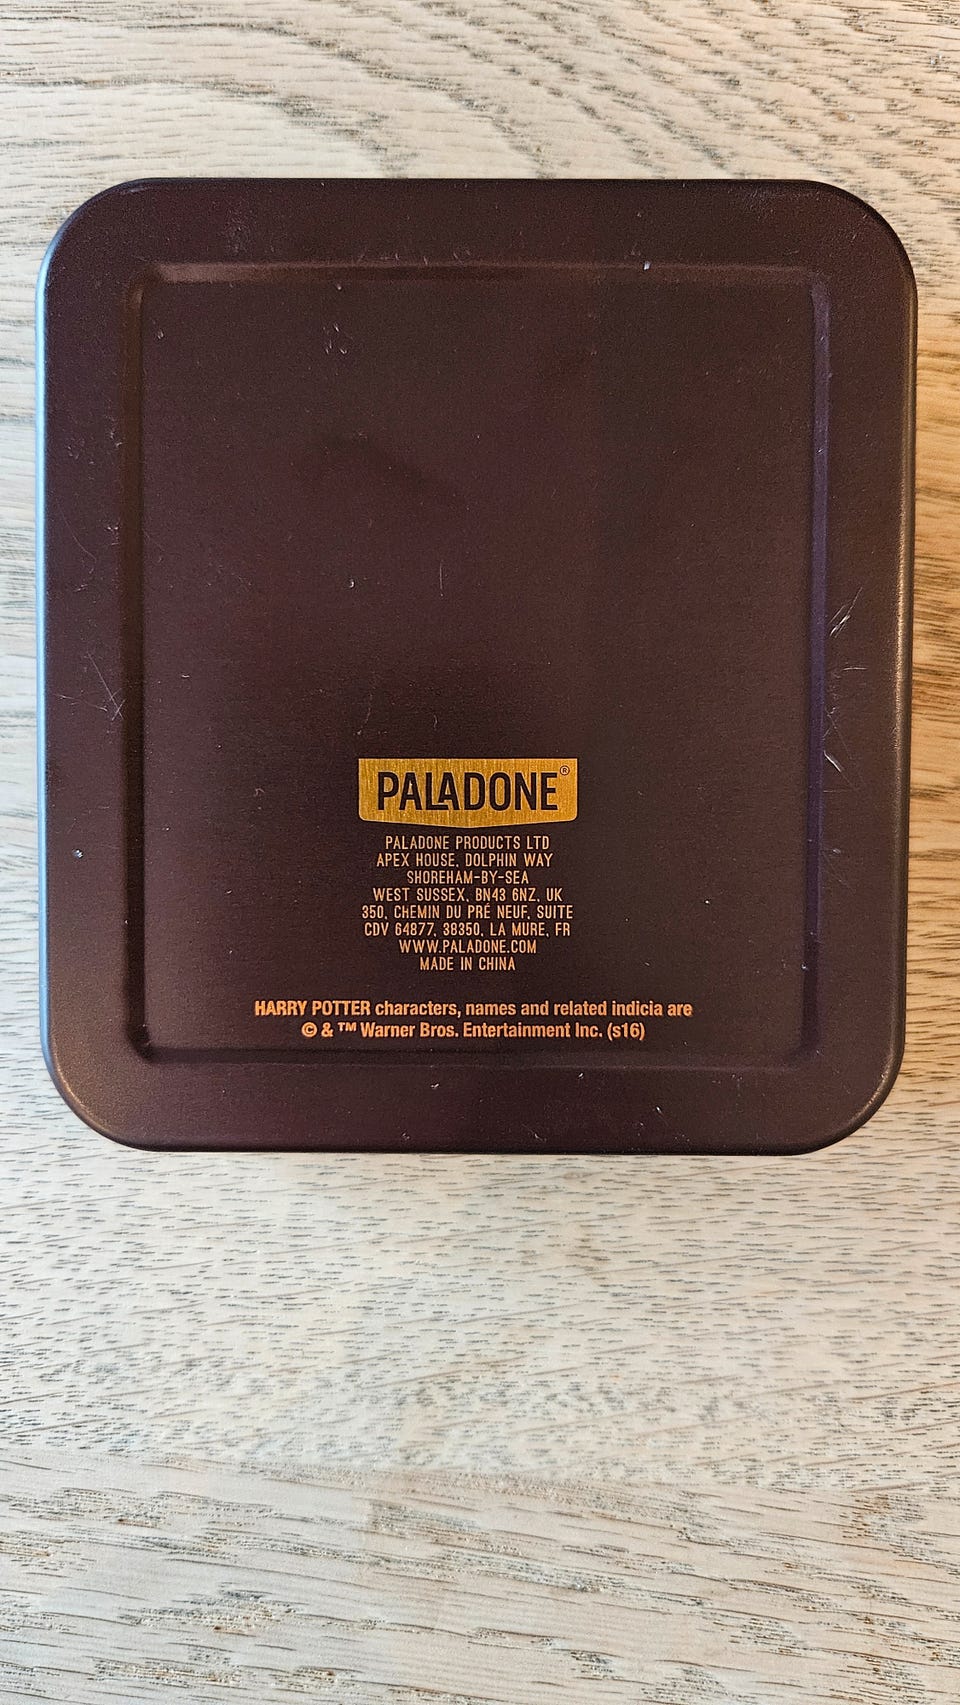 PALADONE®
PALADONE PRODUCTS LTD
APEX HOUSE, DOLPHIN WAY
SHOREHAM-BY-SEA
WEST SUSSEX, BN43 6NZ, UK
350, CHEMIN DU PRÉ NEUF, SUITE
CDV 64877, 38350, LA MURE, FR
WWW.PALADONE.COM
MADE IN CHINA
HARRY POTTER characters, names and related indicia are
© & ™ Warner Bros. Entertainment Inc. (s16)